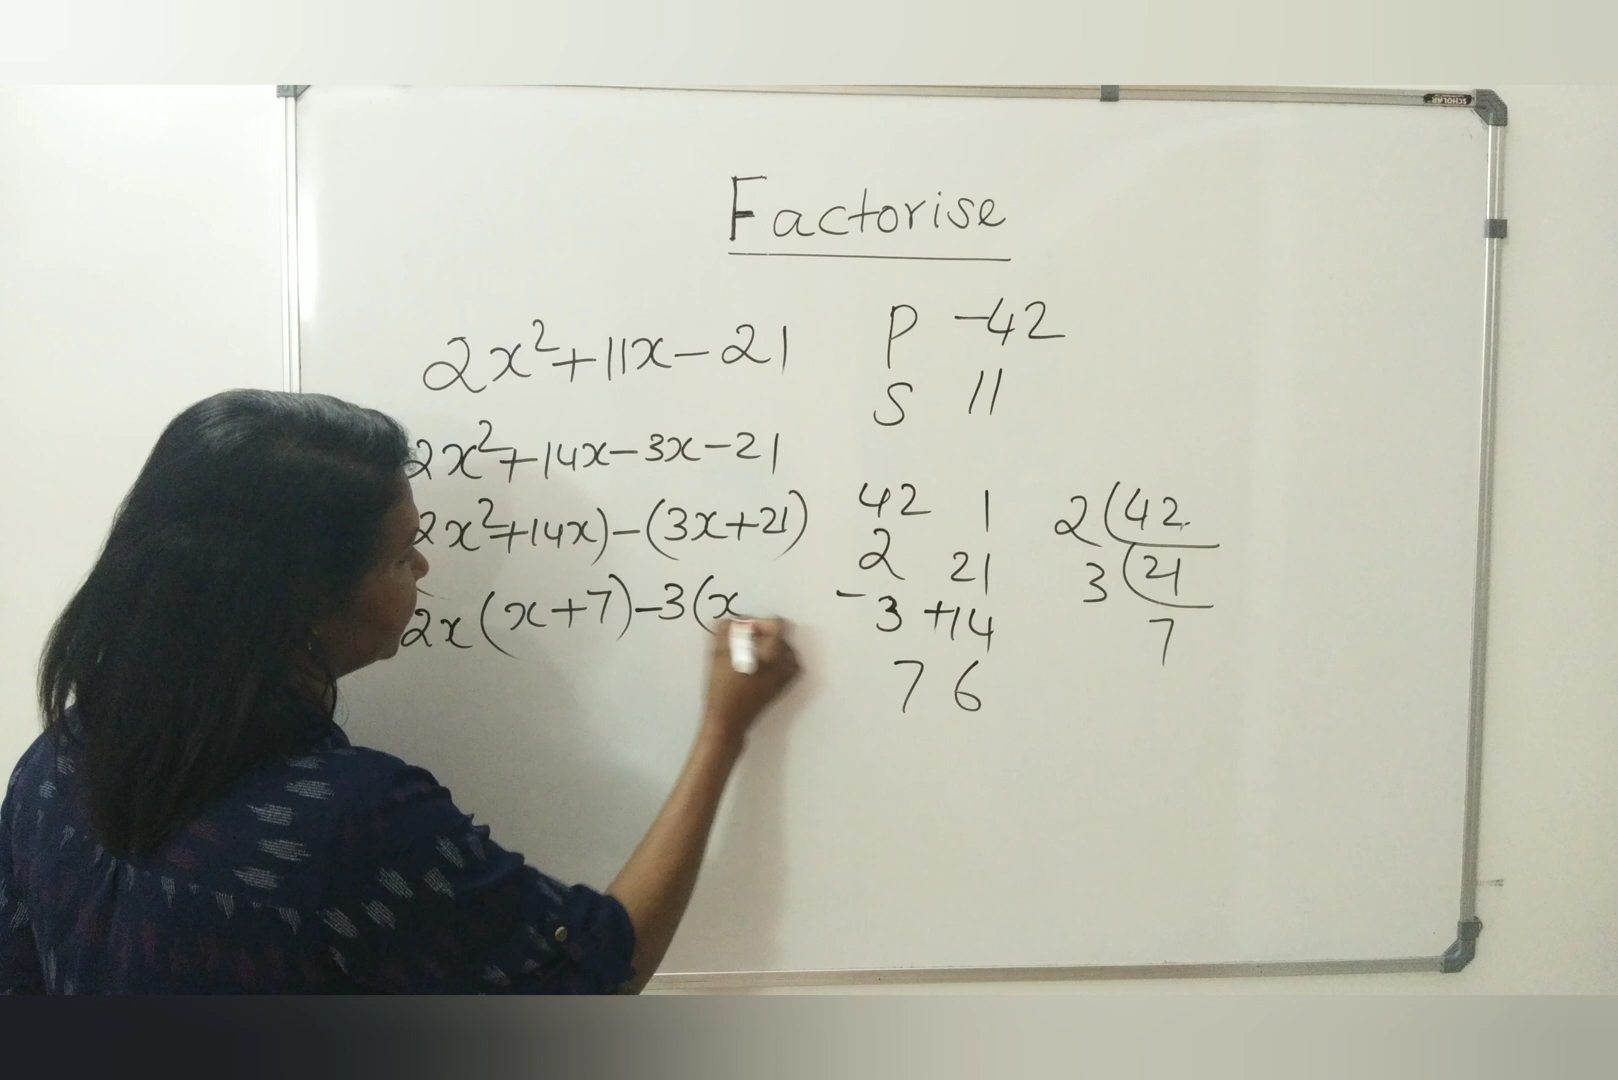 SCHOLAR
Factorise
2x²+11x-21
2x²+14x-3x-21
2x²+14x)-(3x+21)
2x(x+7)-3(x
P -42
S 11
42 1
2 21
-3 +14
7 6
2(42
3(21
7